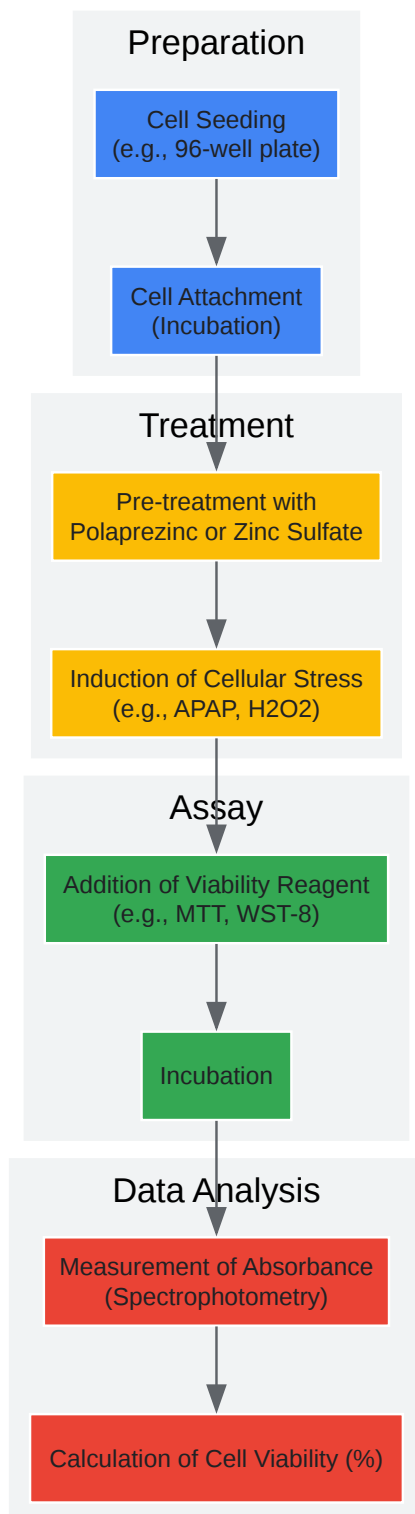 Preparation
Cell Seeding
(e.g., 96-well plate)
Cell Attachment
(Incubation)
Treatment
Pre-treatment with
Polaprezinc or Zinc Sulfate
Induction of Cellular Stress
(e.g., APAP, H2O2)
Assay
Addition of Viability Reagent
(e.g., MTT, WST-8)
Incubation
Data Analysis
Measurement of Absorbance
(Spectrophotometry)
Calculation of Cell Viability (%)